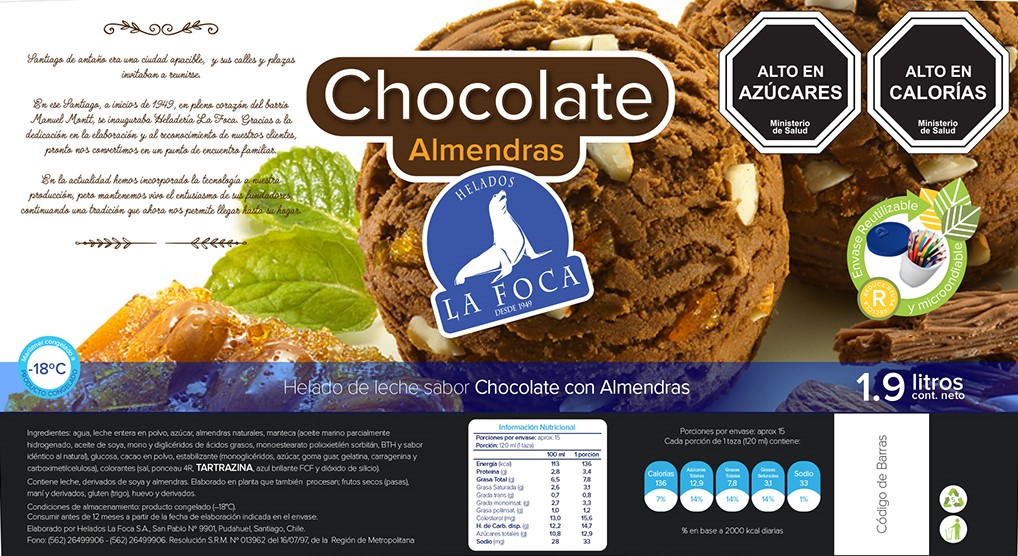 Santiago de antaño era una ciudad apacible, y sus calles y plazas
invitaban a reunirse.
En ese Santiago, a inicios de 1949, en pleno corazón del barrio
Manuel Montt, se inauguraba Heladería La Foca. Gracias a la
dedicación en la elaboración y al reconocimiento de nuestros clientes,
pronto nos convertimos en un punto de encuentro familiar.
En la actualidad hemos incorporado la tecnología a nuestra
producción, pero mantenemos vivo el entusiasmo de sus fundadores
continuando una tradición que ahora nos permite llegar hasta su hogar.
Chocolate
Almendras
HELADOS
LA FOCA
DESDE 1949
ALTO EN
AZÚCARES
Ministerio
de Salud
ALTO EN
CALORÍAS
Ministerio
de Salud
Envase Reutilizable
y microondable
R
Mantener congelado a
-18°C
PRODUCTO CONGELADO
Helado de leche sabor Chocolate con Almendras
1.9 litros
cont. neto
Ingredientes: agua, leche entera en polvo, azúcar, almendras naturales, manteca (aceite marino parcialmente
hidrogenado, aceite de soya, mono y diglicéridos de ácidos grasos, monoestearato polioxietilén sorbitán, BTH y sabor
idéntico al natural), glucosa, cacao en polvo, estabilizante (monoglicéridos, azúcar, goma guar, gelatina, carragenina y
carboximetilcelulosa), colorantes (sal, ponceau 4R, TARTRAZINA, azul brillante FCF y dióxido de silicio).
Contiene leche, derivados de soya y almendras. Elaborado en planta que también procesan; frutos secos (pasas),
maní y derivados, gluten (trigo), huevo y derivados.
Condiciones de almacenamiento: producto congelado (–18°C).
Consumir antes de 12 meses a partir de la fecha de elaboración indicada en el envase.
Elaborado por Helados La Foca S.A., San Pablo Nº 9901, Pudahuel, Santiago, Chile.
Fono: (562) 26499906 - (562) 26499906. Resolución S.R.M. Nº 013962 del 16/07/97, de la Región de Metropolitana
Información Nutricional
Porciones por envase: aprox. 15
Porción: 120 ml (1 taza)
100 ml 1 porción
Energía (kcal) 113 136
Proteína (g) 2,8 3,4
Grasa Total (g) 6,5 7,8
Grasa Saturada (g) 2,6 3,1
Grada trans (g) 0,7 0,8
Grada monoinsat. (g) 2,7 3,3
Grasa poliinsat. (g) 1,0 1,2
Colesterol (mg) 13,0 15,6
H. de Carb. disp. (g) 12,2 14,7
Azúcares totales (g) 10,8 12,9
Sodio (mg) 28 33
Porciones por envase: aprox 15
Cada porción de 1 taza (120 ml) contiene:
Calorías
136
7%
Azúcares
Totales
12,9
14%
Grasas
Totales
7,8
14%
Grasas
Saturadas
3,1
14%
Sodio
33
1%
% en base a 2000 kcal diarias
Código de Barras
5